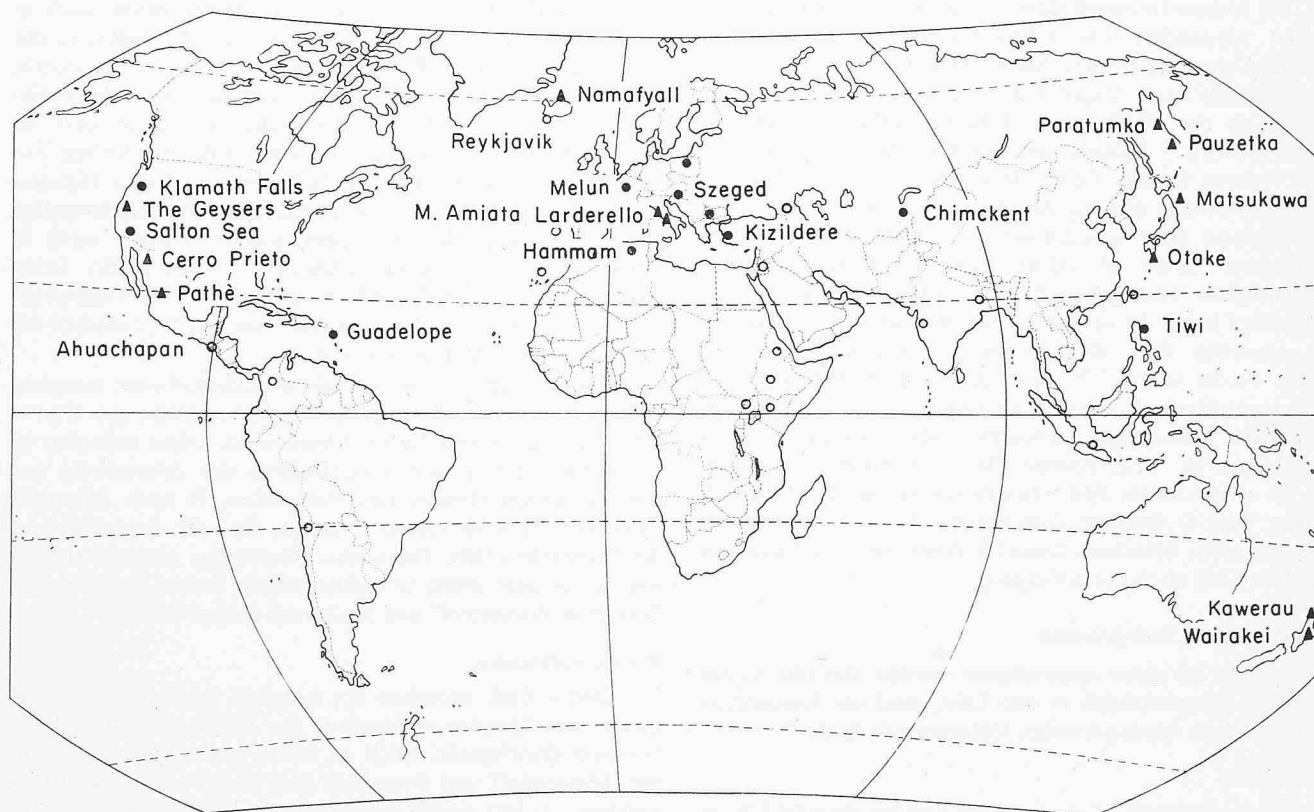 Namafyall
Reykjavik
Paratumka
Pauzetka
Klamath Falls
The Geysers
Salton Sea
Cerro Prieto
Pathe
Melun
Szeged
M. Amiata Larderello
Hammam
Kizildere
Chimckent
Matsukawa
Otake
Guadelope
Tiwi
Ahuachapan
Kawerau
Wairakei